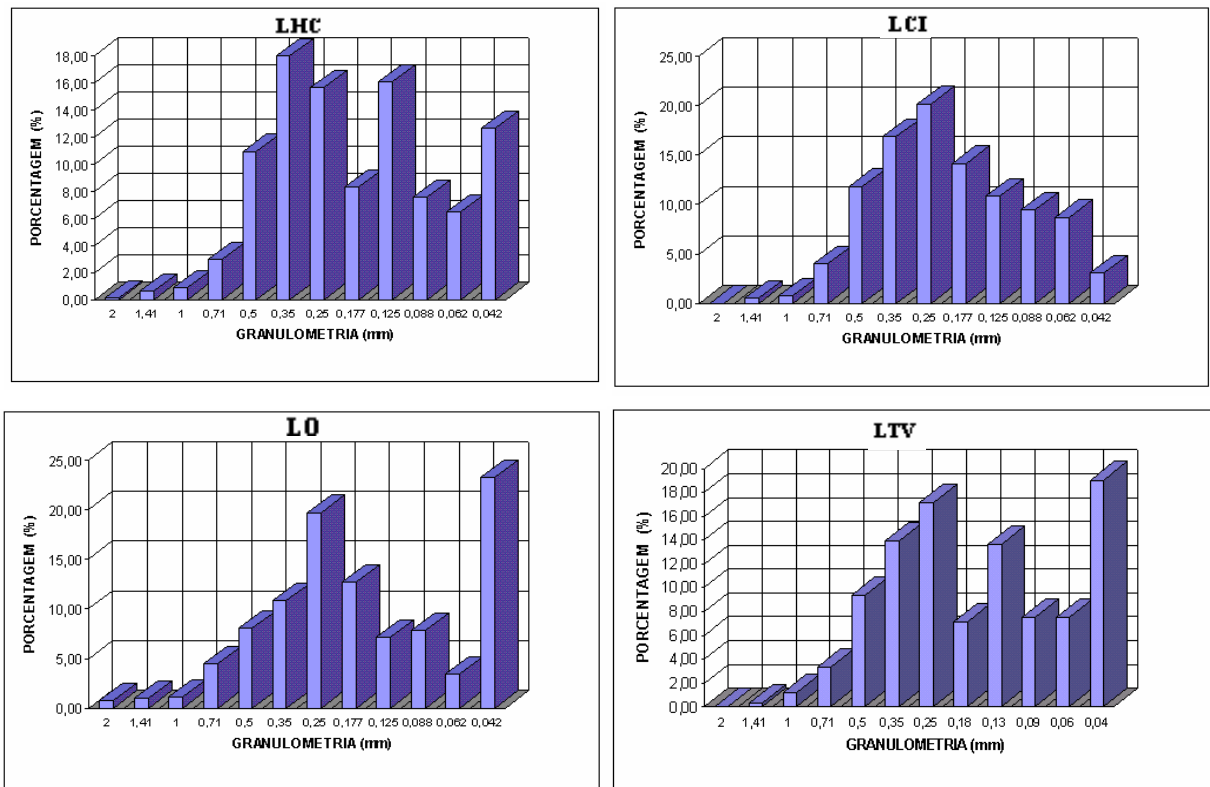 LHC
18,00
16,00
14,00
12,00
10,00
8,00
6,00
4,00
2,00
0,00
PORCENTAGEM (%)
2 1,41 1 0,71 0,5 0,35 0,25 0,177 0,125 0,088 0,062 0,042
GRANULOMETRIA (mm)
LCI
25,00
20,00
15,00
10,00
5,00
0,00
PORCENTAGEM (%)
2 1,41 1 0,71 0,5 0,35 0,25 0,177 0,125 0,088 0,062 0,042
GRANULOMETRIA (mm)
LO
25,00
20,00
15,00
10,00
5,00
0,00
PORCENTAGEM (%)
2 1,41 1 0,71 0,5 0,35 0,25 0,177 0,125 0,088 0,062 0,042
GRANULOMETRIA (mm)
LTV
20,00
18,00
16,00
14,00
12,00
10,00
8,00
6,00
4,00
2,00
0,00
PORCENTAGEM (%)
2 1,41 1 0,71 0,5 0,35 0,25 0,18 0,13 0,09 0,06 0,04
GRANULOMETRIA (mm)